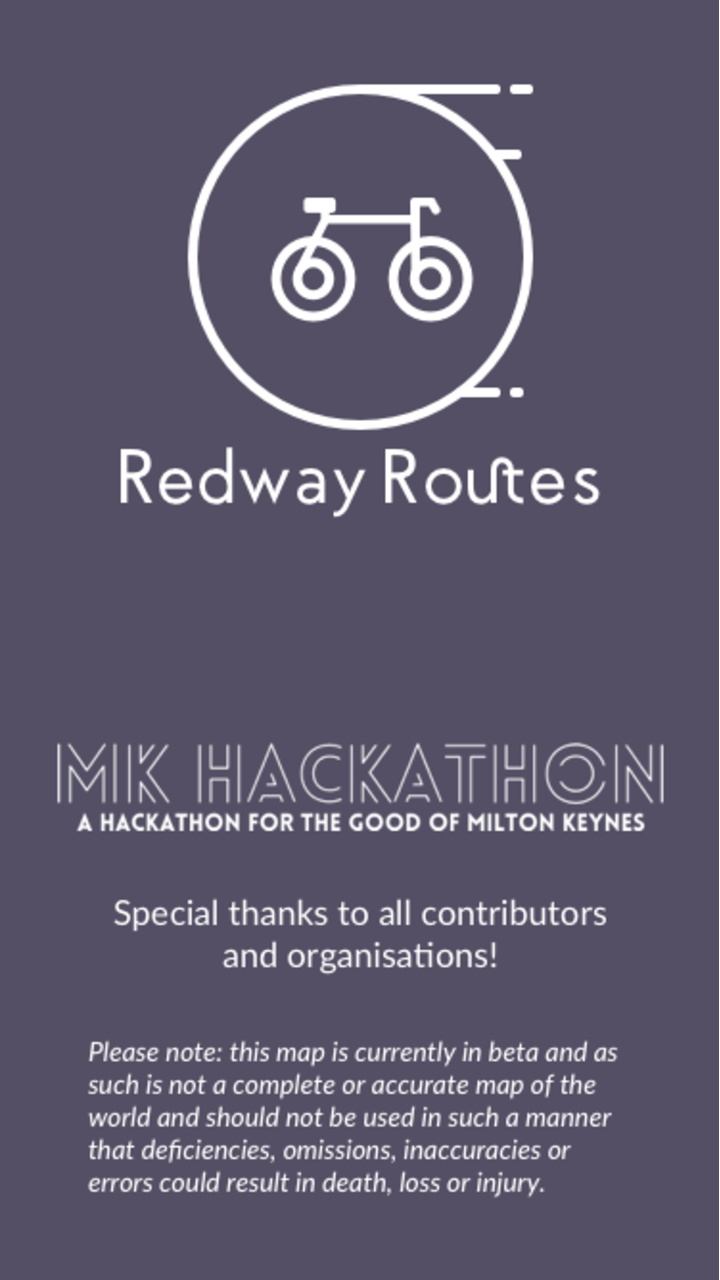 Redway Routes
MK HACKATHON
A HACKATHON FOR THE GOOD OF MILTON KEYNES
Special thanks to all contributors
and organisations!
Please note: this map is currently in beta and as
such is not a complete or accurate map of the
world and should not be used in such a manner
that deficiencies, omissions, inaccuracies or
errors could result in death, loss or injury.